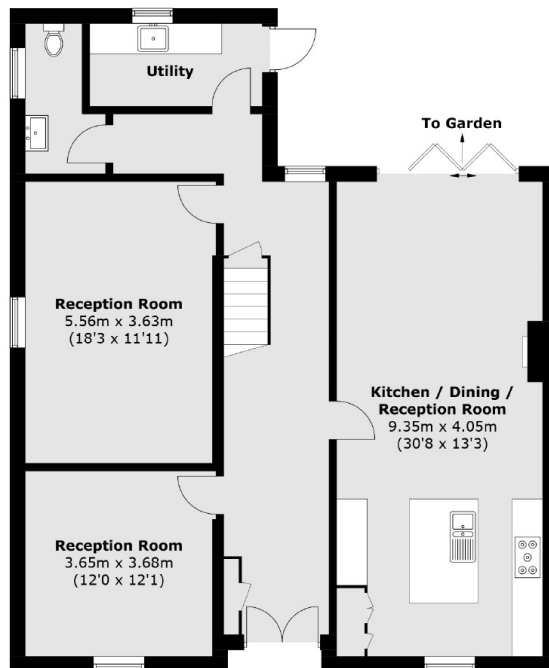 Utility
To Garden
Reception Room
5.56m x 3.63m
(18'3 x 11'11)
Kitchen / Dining /
Reception Room
9.35m x 4.05m
(30'8 x 13'3)
Reception Room
3.65m x 3.68m
(12'0 x 12'1)